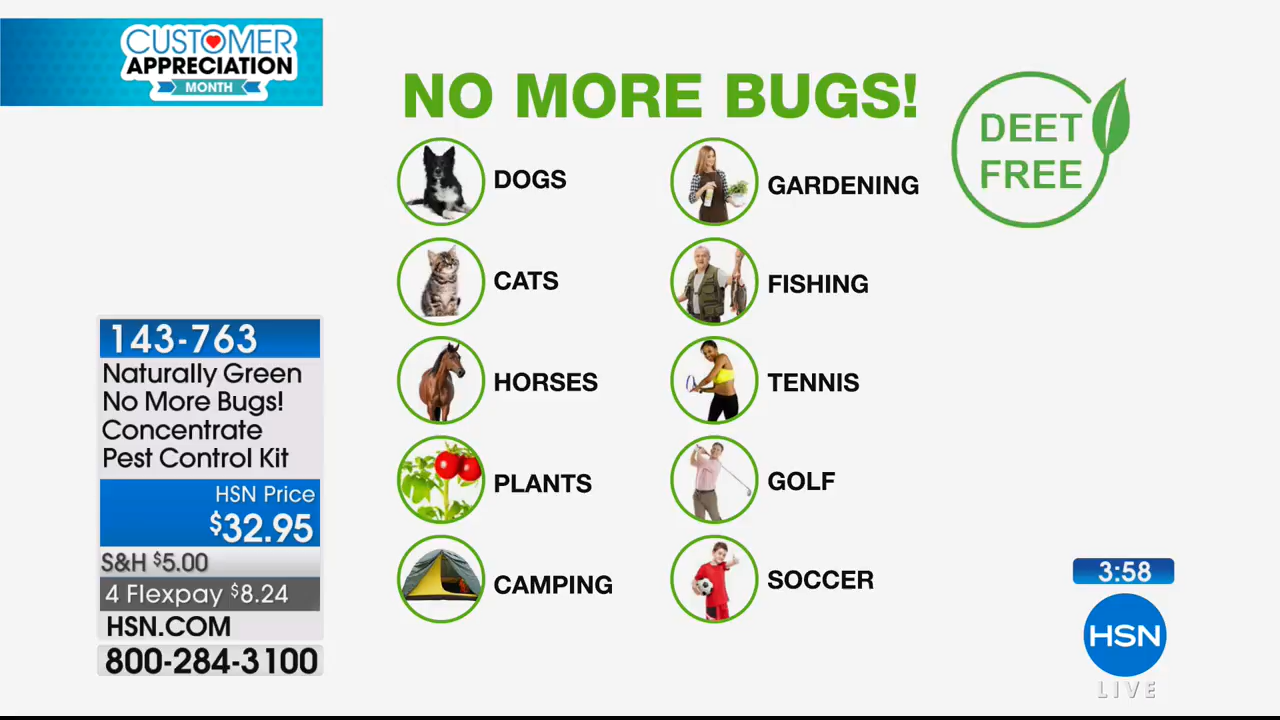 CUSTOMER
APPRECIATION
MONTH
NO MORE BUGS!
DEET
FREE
DOGS
GARDENING
CATS
FISHING
HORSES
TENNIS
PLANTS
GOLF
CAMPING
SOCCER
143-763
Naturally Green
No More Bugs!
Concentrate
Pest Control Kit
HSN Price
$32.95
S&H $5.00
4 Flexpay $8.24
HSN.COM
800-284-3100
3:58
HSN
LIVE